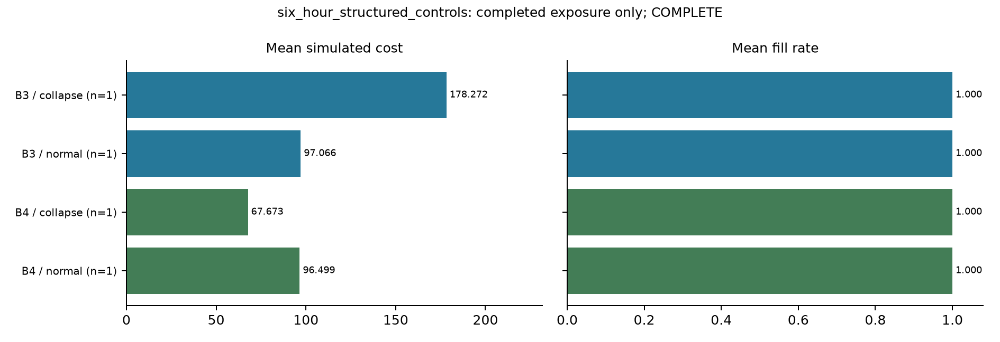 six_hour_structured_controls: completed exposure only; COMPLETE
Mean simulated cost
B3 / collapse (n=1)
178.272
B3 / normal (n=1)
97.066
B4 / collapse (n=1)
67.673
B4 / normal (n=1)
96.499
0 50 100 150 200
Mean fill rate
1.000
1.000
1.000
1.000
0.0 0.2 0.4 0.6 0.8 1.0